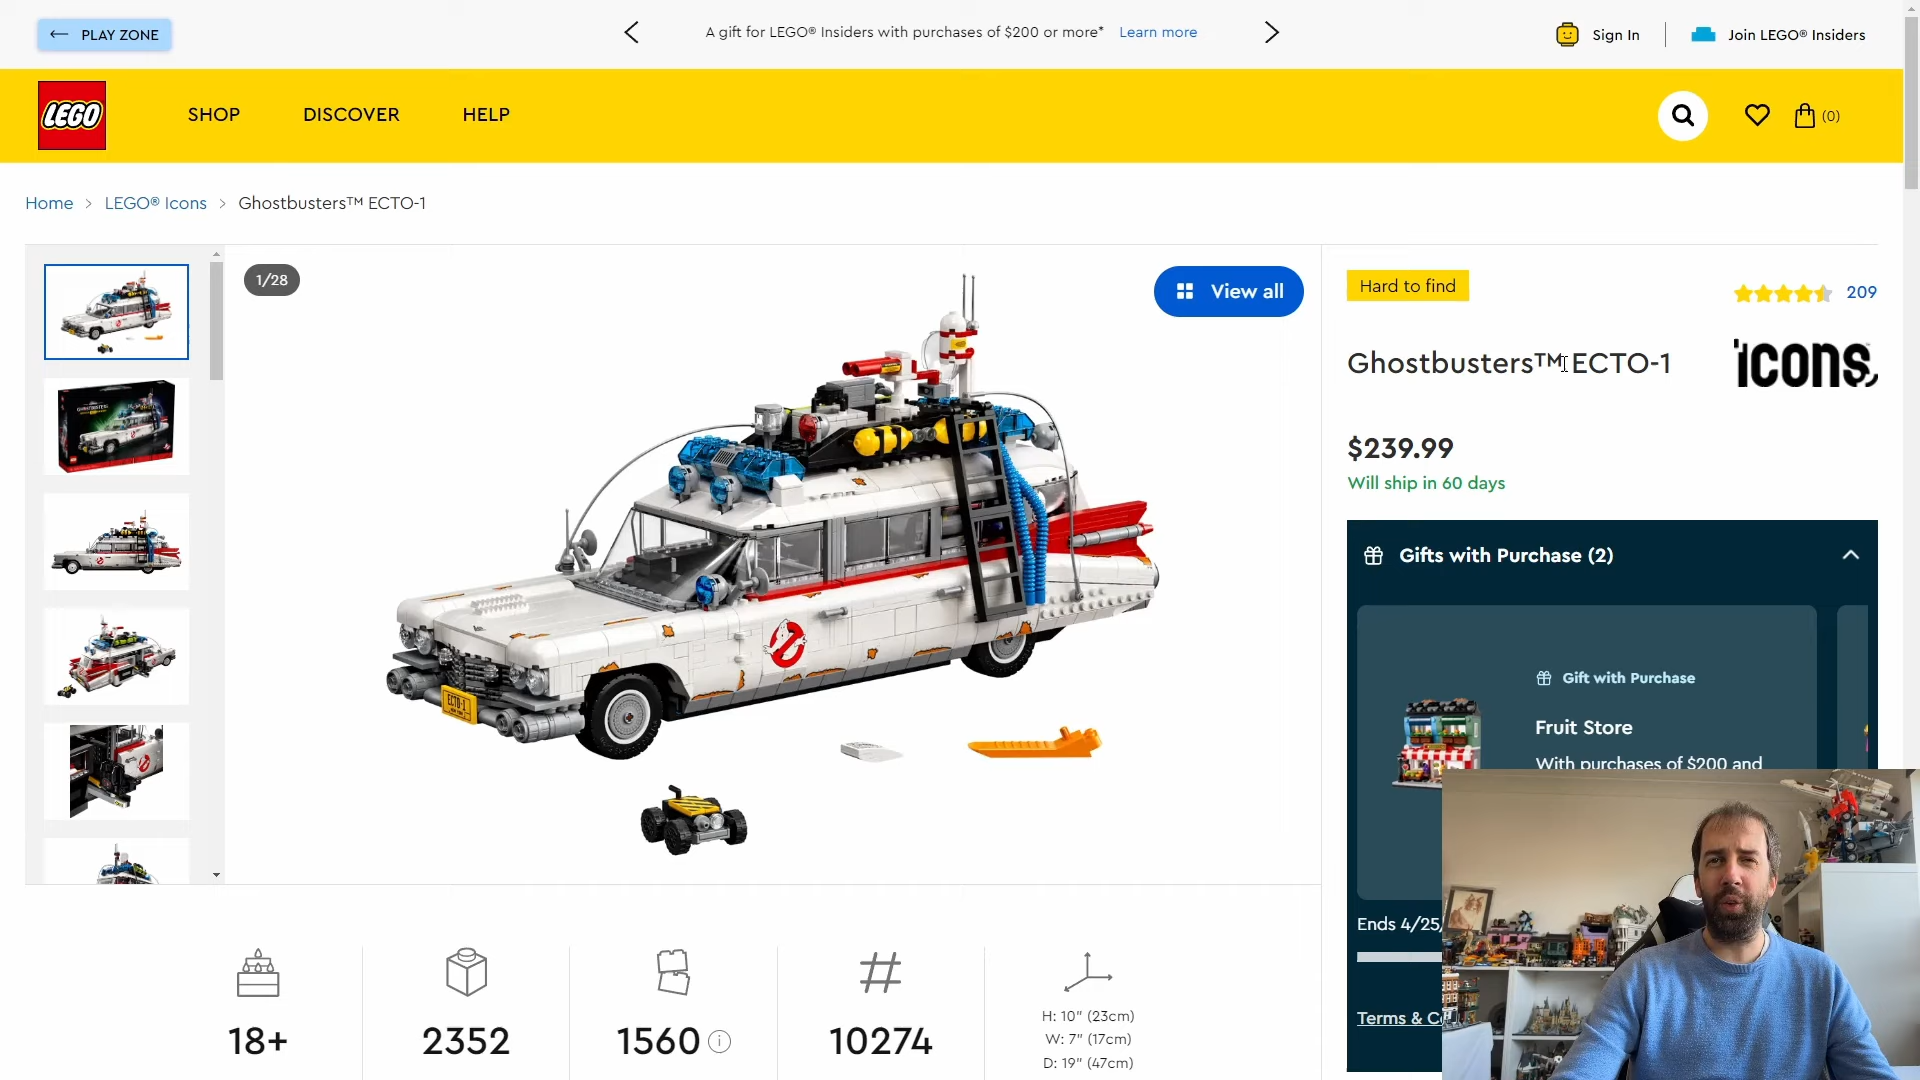 PLAY ZONE
A gift for LEGO® Insiders with purchases of $200 or more* Learn more
Sign In
Join LEGO® Insiders
LEGO
SHOP
DISCOVER
HELP
(0)
Home > LEGO® Icons > Ghostbusters™ ECTO-1
1/28
View all
ECTO-1
Hard to find
209
Ghostbusters™ ECTO-1
icons
$239.99
Will ship in 60 days
Gifts with Purchase (2)
Gift with Purchase
Fruit Store
With purchases of $200 and
Ends 4/25/
Terms & Co
18+
2352
1560
10274
H: 10" (23cm)
W: 7" (17cm)
D: 19" (47cm)